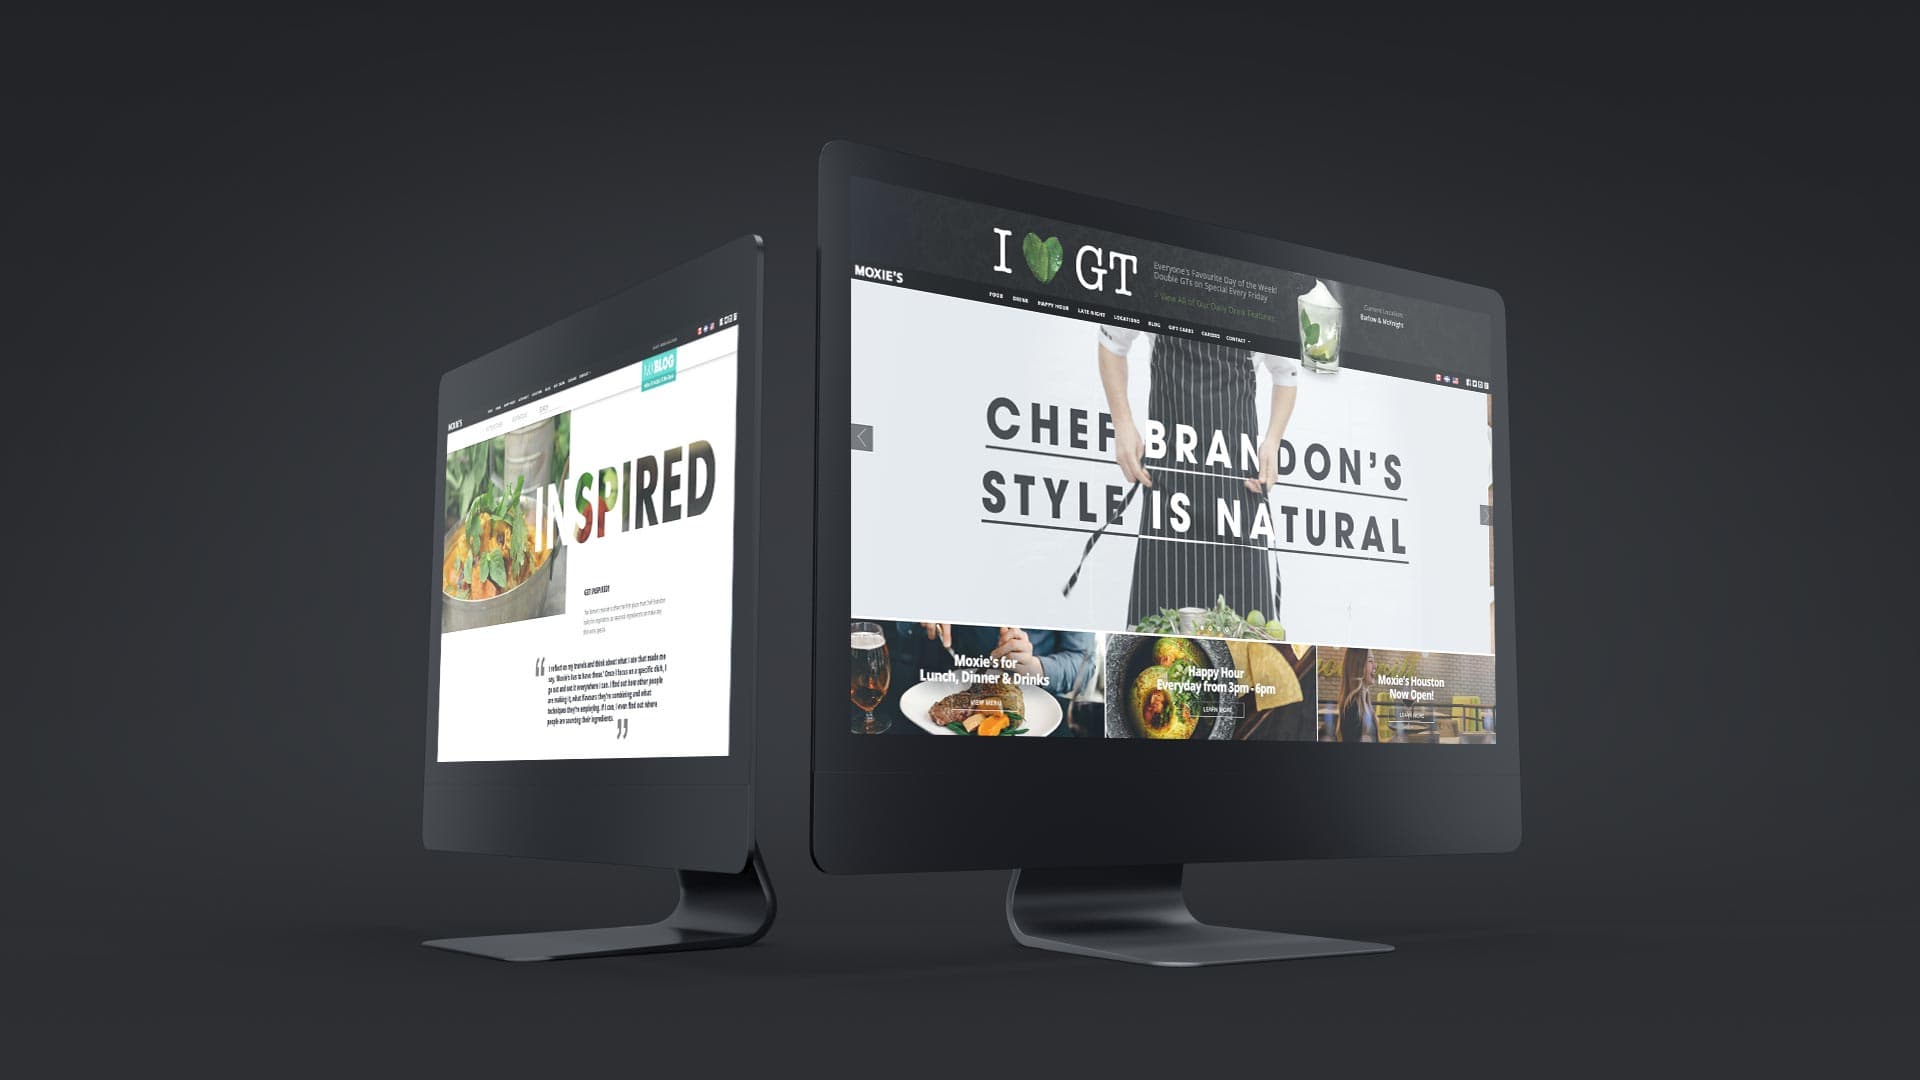 MOXIE'S
BLOG
INSPIRED
GET INSPIRED!
I reflect on my travels and think about what I ate that made me
say, 'Moxie's has to have these.' Once I focus on a specific dish, I
go out and eat it everywhere I can. I find out how other people
are making it, what flavours they're combining and what
techniques they're employing. If I can, I even find out where
people are sourcing their ingredients.
I GT
Everyone's Favourite Day of the Week!
Double GTs on Special Every Friday
> View All of Our Daily Drink Features
Current Location:
Barlow & McKnight
MOXIE'S
FOOD DRINK HAPPY HOUR LATE NIGHT LOCATIONS BLOG GIFT CARDS CAREERS CONTACT
CHEF BRANDON'S
STYLE IS NATURAL
Moxie's for
Lunch, Dinner & Drinks
VIEW MENU
Happy Hour
Everyday from 3pm - 6pm
LEARN MORE
Moxie's Houston
Now Open!
LEARN MORE